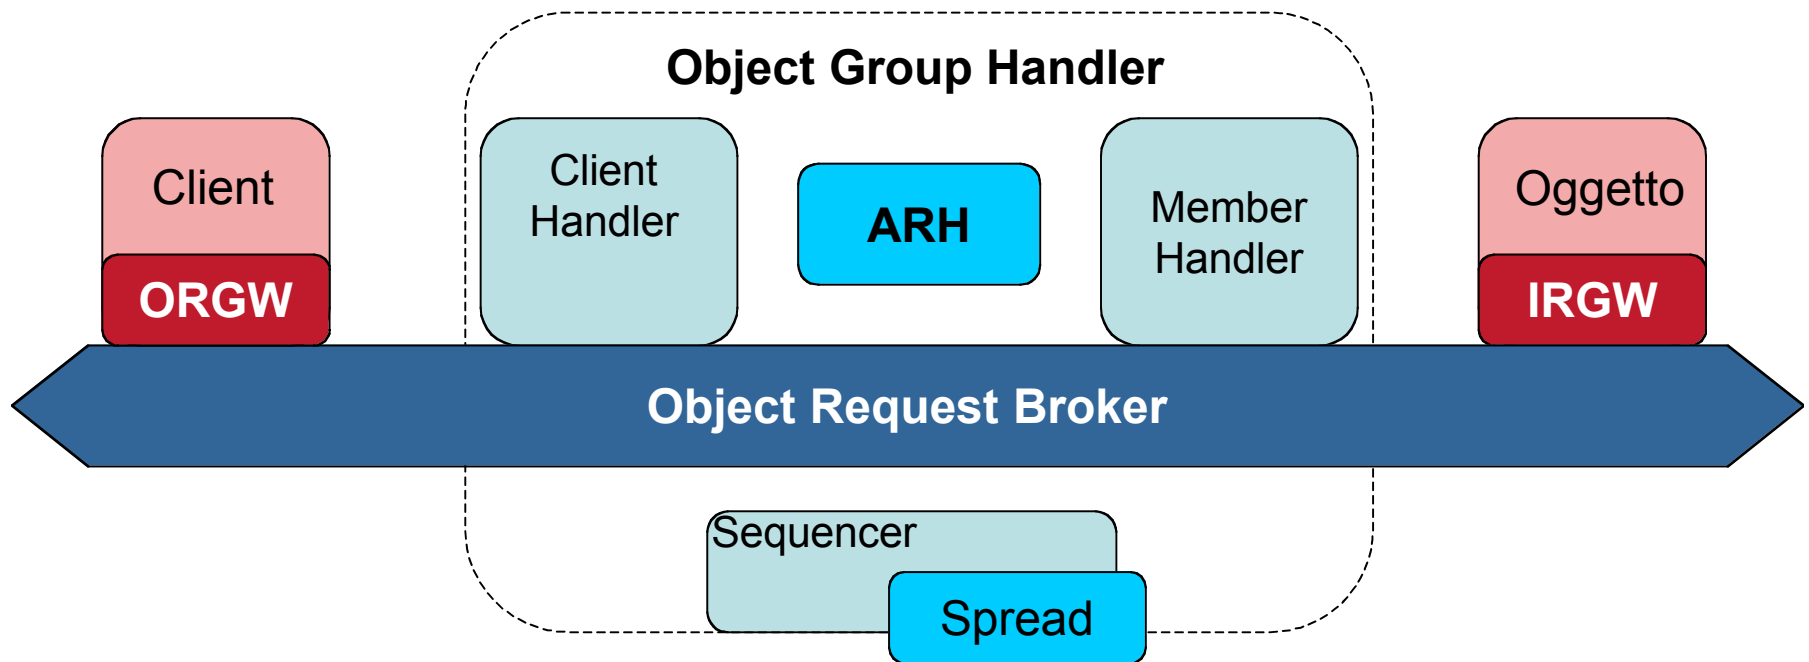 Object Group Handler
Client
ORGW
Client
Handler
ARH
Member
Handler
Oggetto
IRGW
Object Request Broker
Sequencer
Spread